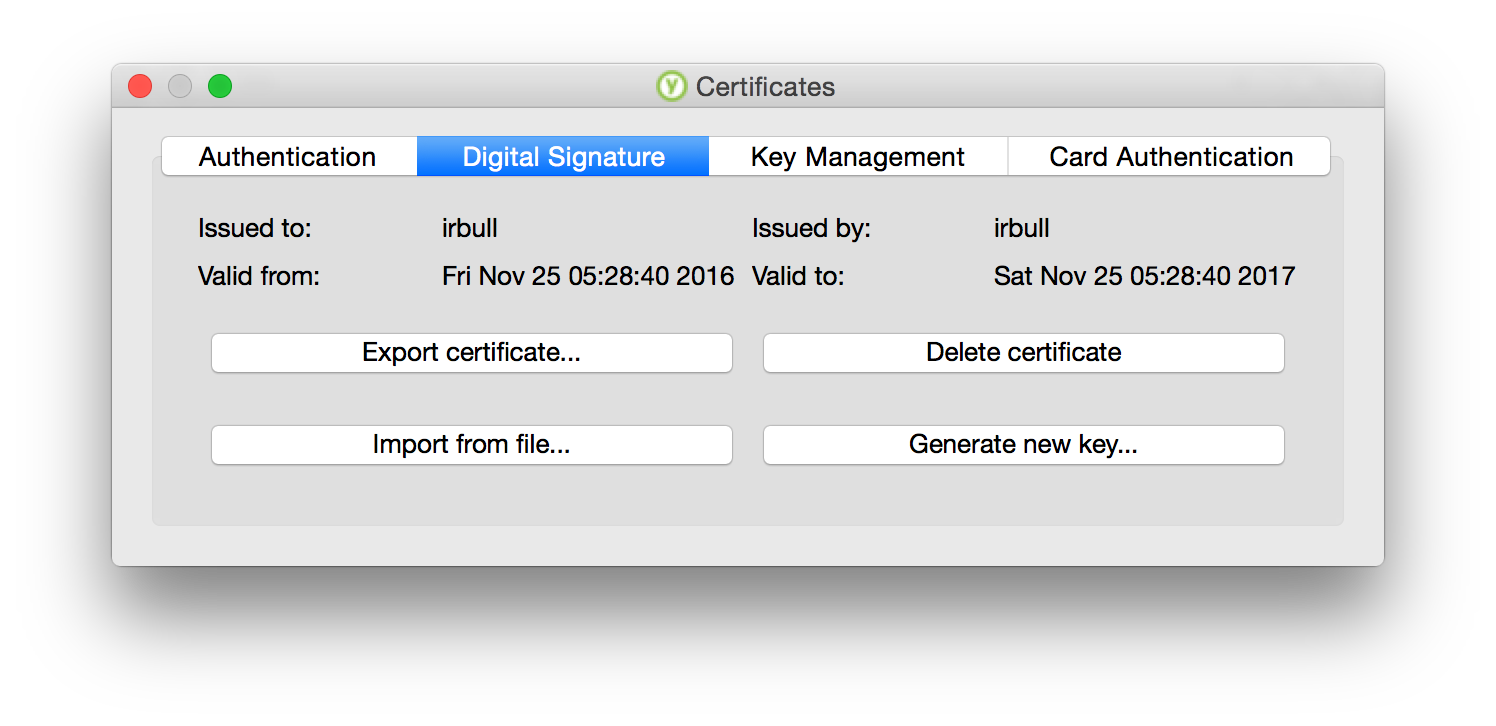 Certificates
Authentication Digital Signature Key Management Card Authentication
Issued to: irbull Issued by: irbull
Valid from: Fri Nov 25 05:28:40 2016 Valid to: Sat Nov 25 05:28:40 2017
Export certificate... Delete certificate
Import from file... Generate new key...